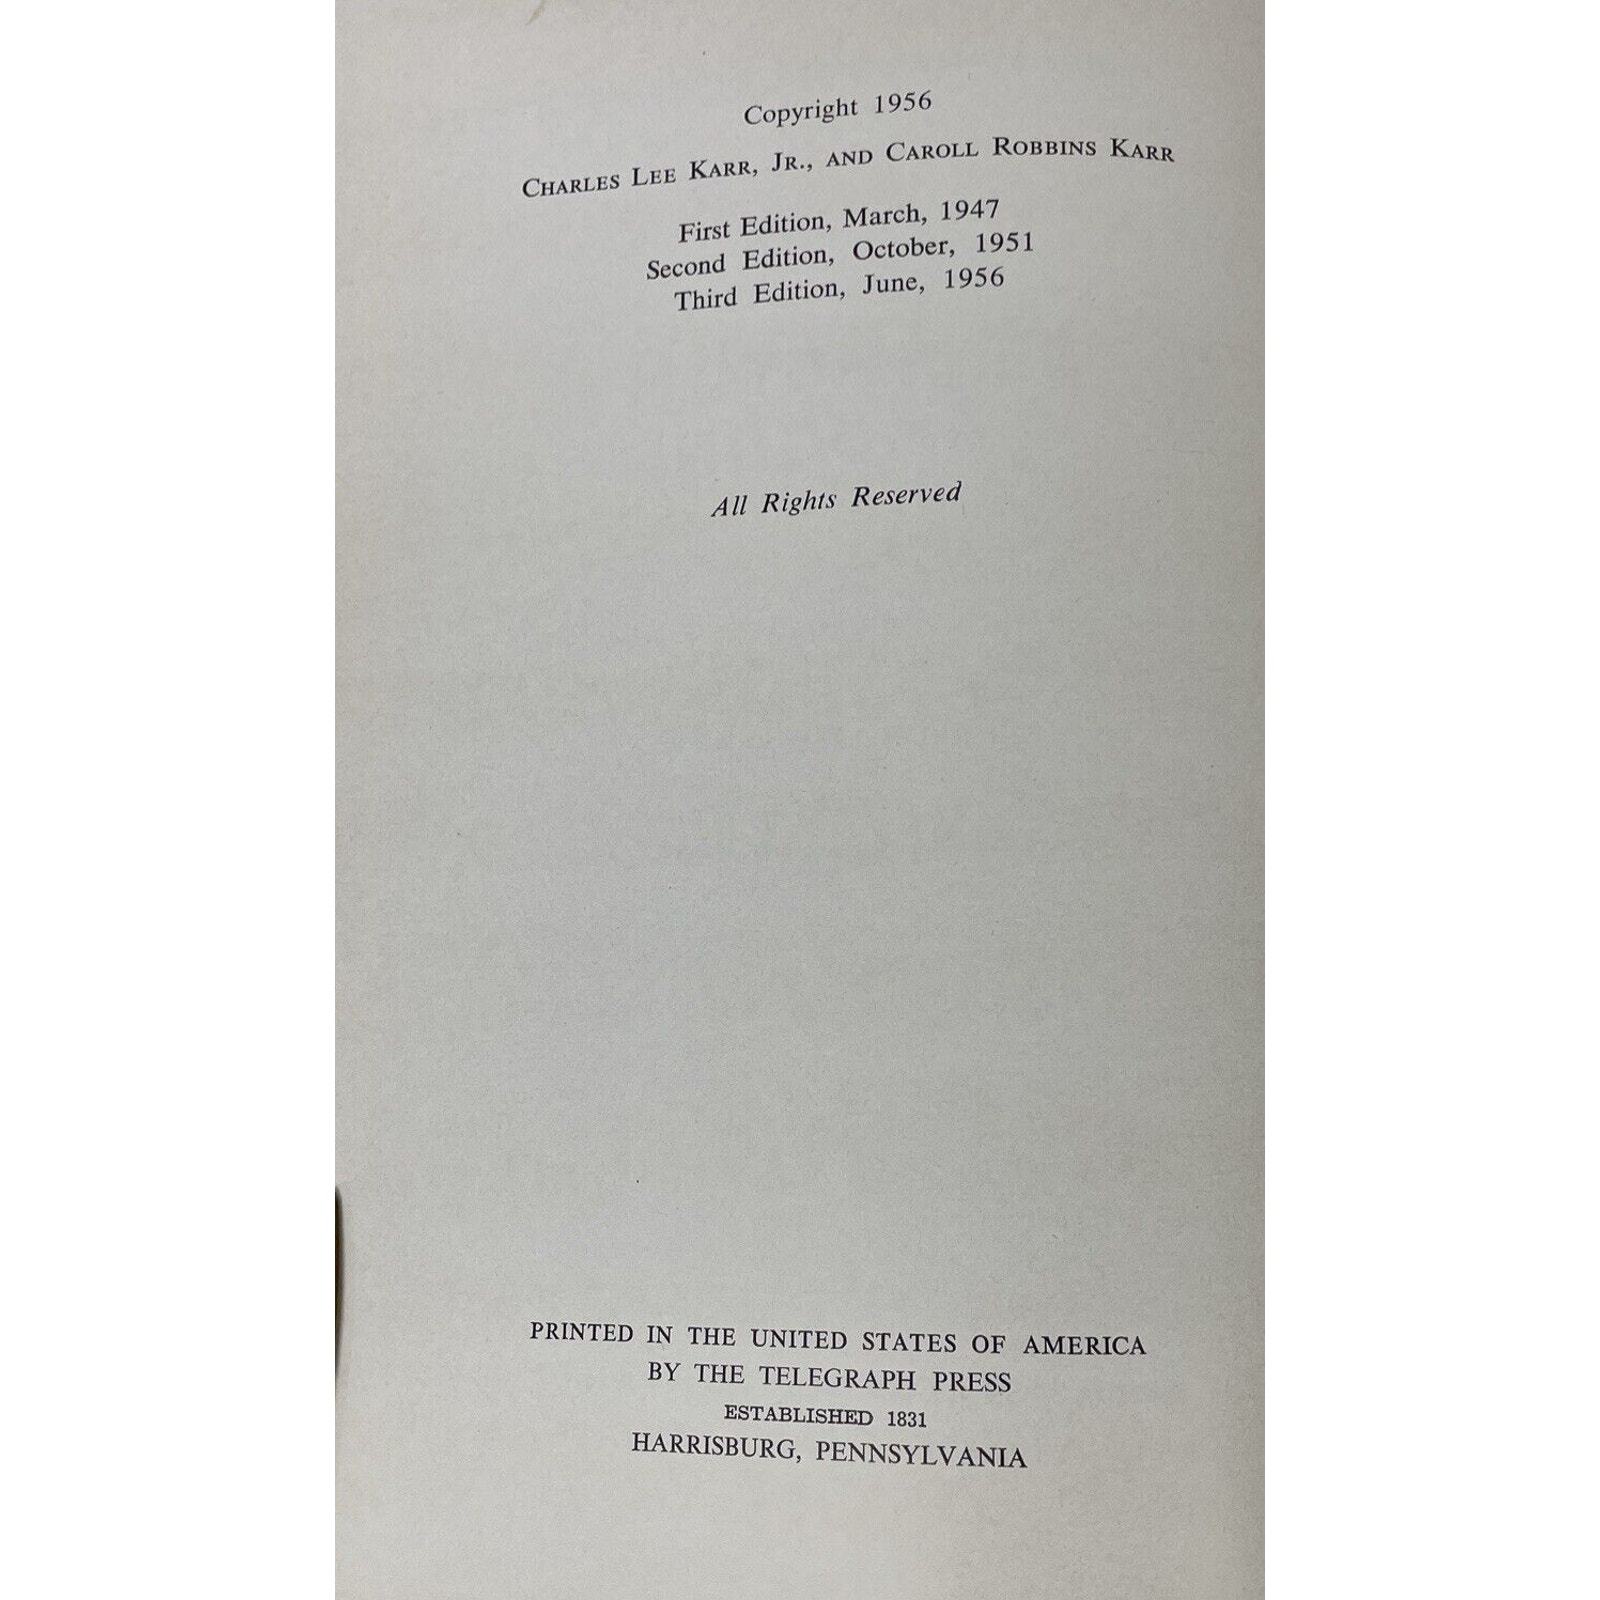 Copyright 1956
CHARLES LEE KARR, JR., AND CAROLL ROBBINS KARR
First Edition, March, 1947
Second Edition, October, 1951
Third Edition, June, 1956
All Rights Reserved
PRINTED IN THE UNITED STATES OF AMERICA
BY THE TELEGRAPH PRESS
ESTABLISHED 1831
HARRISBURG, PENNSYLVANIA